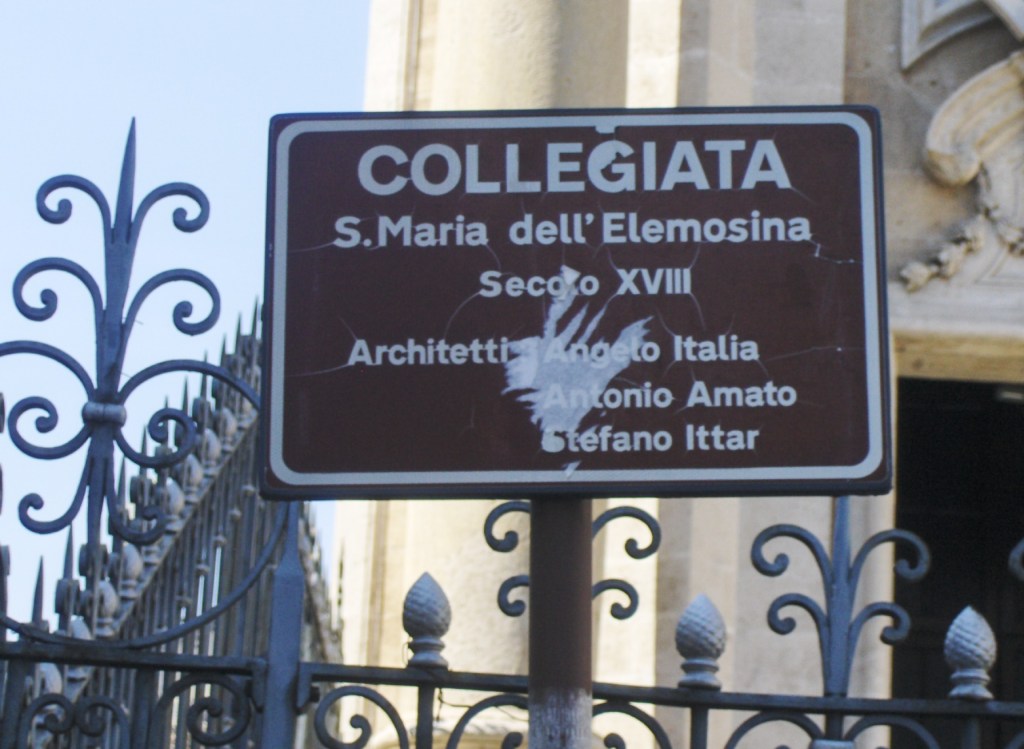 COLLEGIATA
S. Maria dell' Elemosina
Secolo XVIII
Architetti: Angelo Italia
Antonio Amato
Stefano Ittar